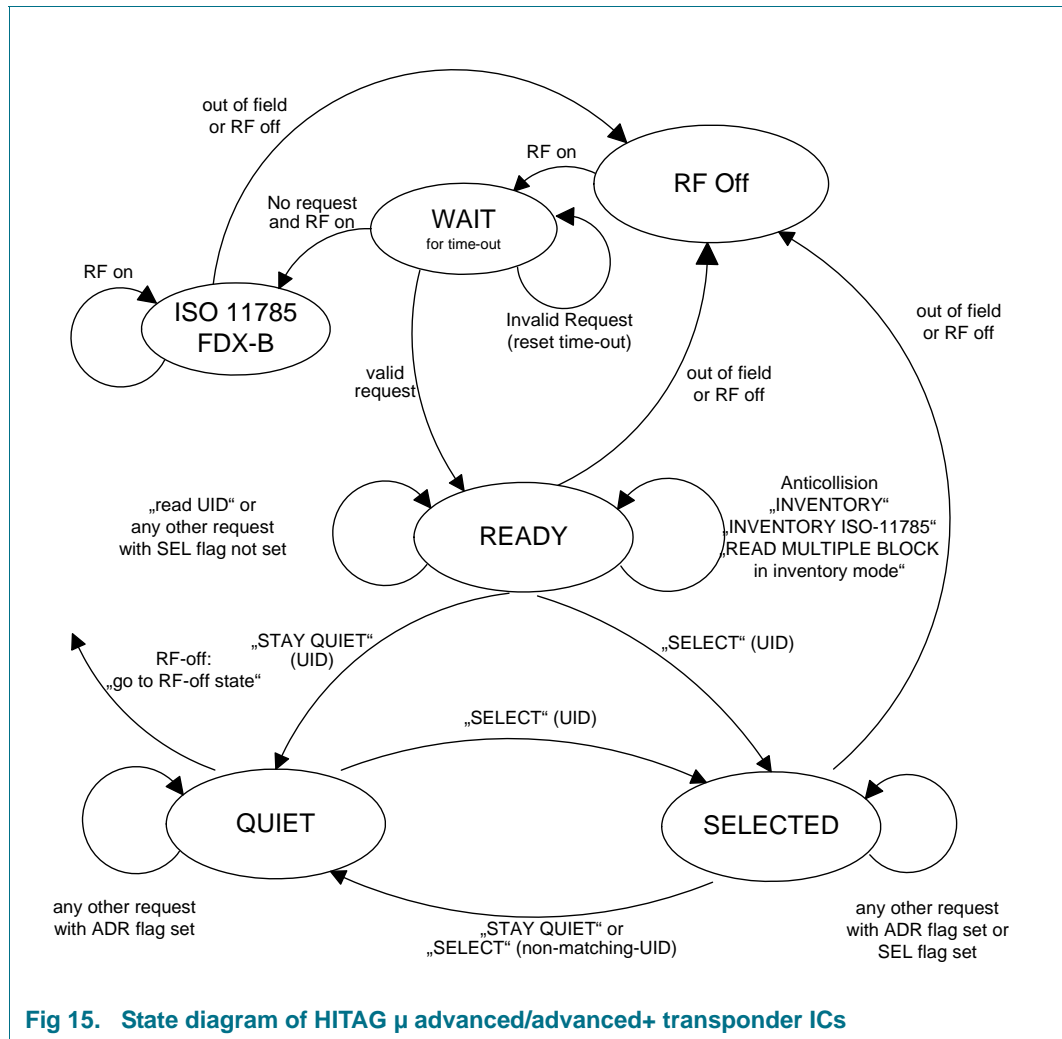 out of field
or RF off
RF on
RF Off
No request
and RF on
WAIT
for time-out
RF on
ISO 11785
FDX-B
Invalid Request
(reset time-out)
out of field
or RF off
valid
request
out of field
or RF off
„read UID“ or
any other request
with SEL flag not set
READY
Anticollision
„INVENTORY“
„INVENTORY ISO-11785“
„READ MULTIPLE BLOCK
in inventory mode“
„STAY QUIET“
(UID)
„SELECT“ (UID)
RF-off:
„go to RF-off state“
„SELECT“ (UID)
QUIET
SELECTED
any other request
with ADR flag set
„STAY QUIET“ or
„SELECT“ (non-matching-UID)
any other request
with ADR flag set or
SEL flag set
Fig 15. State diagram of HITAG µ advanced/advanced+ transponder ICs